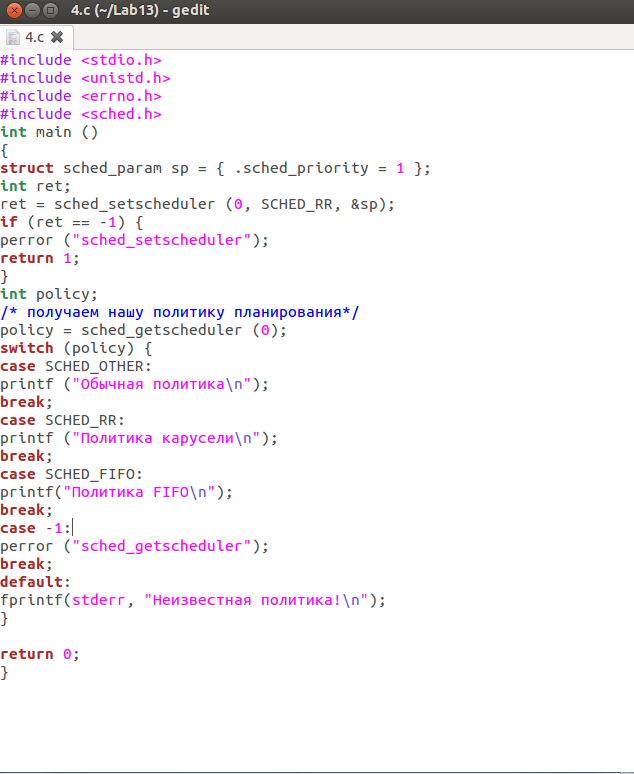 4.c (~/Lab13) - gedit
4.c
#include <stdio.h>
#include <unistd.h>
#include <errno.h>
#include <sched.h>
int main ()
{
struct sched_param sp = { .sched_priority = 1 };
int ret;
ret = sched_setscheduler (0, SCHED_RR, &sp);
if (ret == -1) {
perror ("sched_setscheduler");
return 1;
}
int policy;
/* получаем нашу политику планирования*/
policy = sched_getscheduler (0);
switch (policy) {
case SCHED_OTHER:
printf ("Обычная политика\n");
break;
case SCHED_RR:
printf ("Политика карусели\n");
break;
case SCHED_FIFO:
printf("Политика FIFO\n");
break;
case -1:
perror ("sched_getscheduler");
break;
default:
fprintf(stderr, "Неизвестная политика!\n");
}
return 0;
}